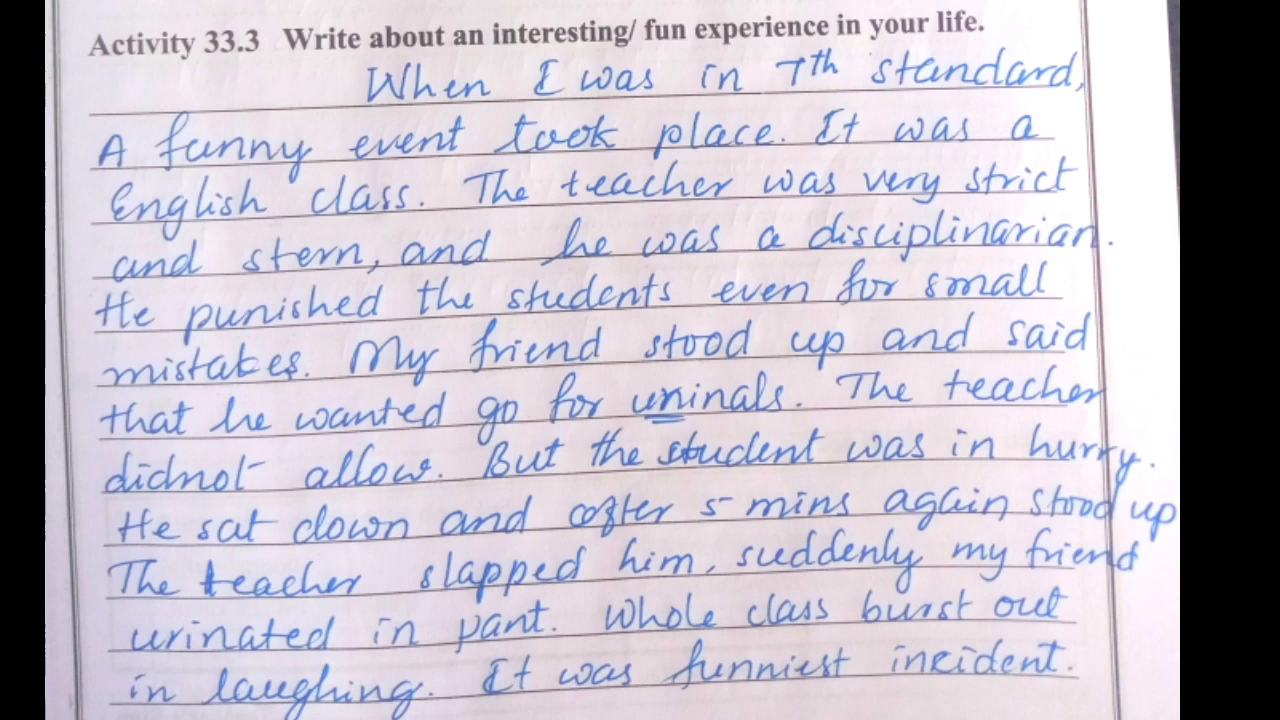 Activity 33.3 Write about an interesting/ fun experience in your life.
When I was in 7th standard,
A funny event took place. It was a
English class. The teacher was very strict
and stern, and he was a disciplinarian.
He punished the students even for small
mistakes. My friend stood up and said
that he wanted go for uninals. The teacher
didnot allow. But the student was in hurry.
He sat down and after 5 mins again stood up
The teacher slapped him, suddenly my friend
urinated in pant. Whole class burst out
in laughing. It was funniest incident.